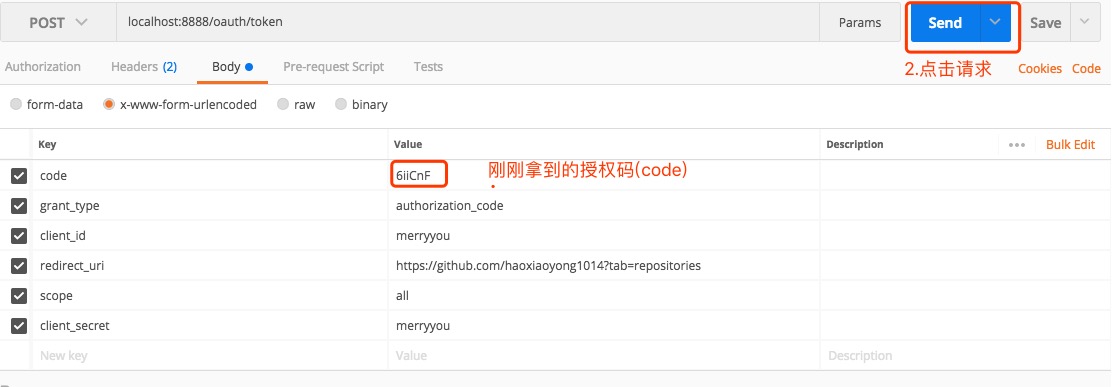 POST localhost:8888/oauth/token Params Send Save
Authorization Headers (2) Body Pre-request Script Tests 2.点击请求 Cookies Code
form-data x-www-form-urlencoded raw binary
Key Value Description Bulk Edit
code 6iiCnF 刚刚拿到的授权码(code)
grant_type authorization_code
client_id merryyou
redirect_uri https://github.com/haoxiaoyong1014?tab=repositories
scope all
client_secret merryyou
New key Value Description